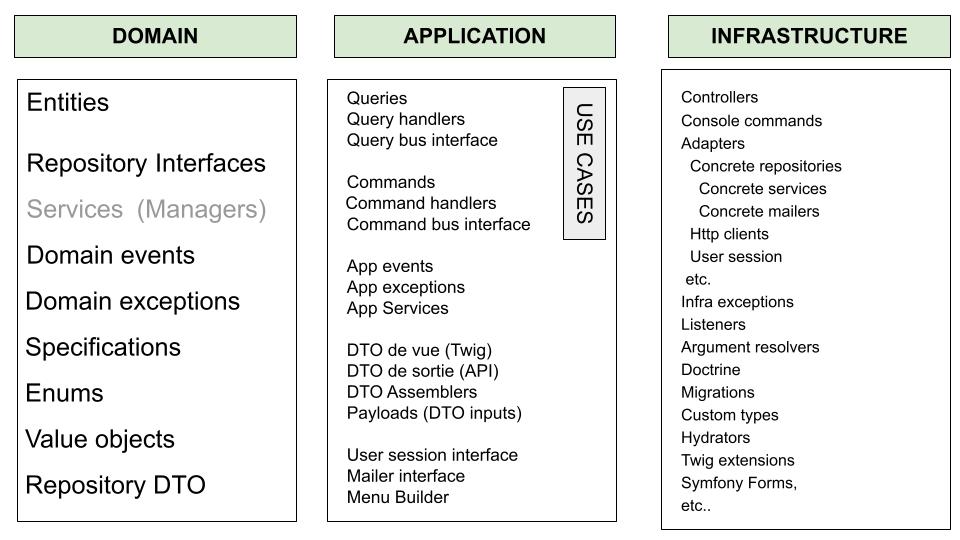 DOMAIN
Entities
Repository Interfaces
Services (Managers)
Domain events
Domain exceptions
Specifications
Enums
Value objects
Repository DTO
APPLICATION
Queries
Query handlers
Query bus interface
Commands
Command handlers
Command bus interface
USE CASES
App events
App exceptions
App Services
DTO de vue (Twig)
DTO de sortie (API)
DTO Assemblers
Payloads (DTO inputs)
User session interface
Mailer interface
Menu Builder
INFRASTRUCTURE
Controllers
Console commands
Adapters
Concrete repositories
Concrete services
Concrete mailers
Http clients
User session
etc.
Infra exceptions
Listeners
Argument resolvers
Doctrine
Migrations
Custom types
Hydrators
Twig extensions
Symfony Forms,
etc..